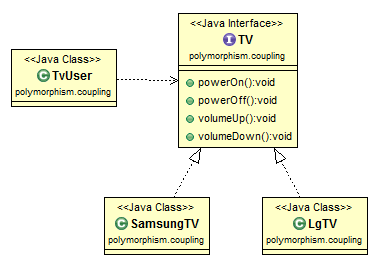 <<Java Interface>>
I TV
polymorphism.coupling
powerOn():void
powerOff():void
volumeUp():void
volumeDown():void
<<Java Class>>
C TvUser
polymorphism.coupling
<<Java Class>>
C SamsungTV
polymorphism.coupling
<<Java Class>>
C LgTV
polymorphism.coupling